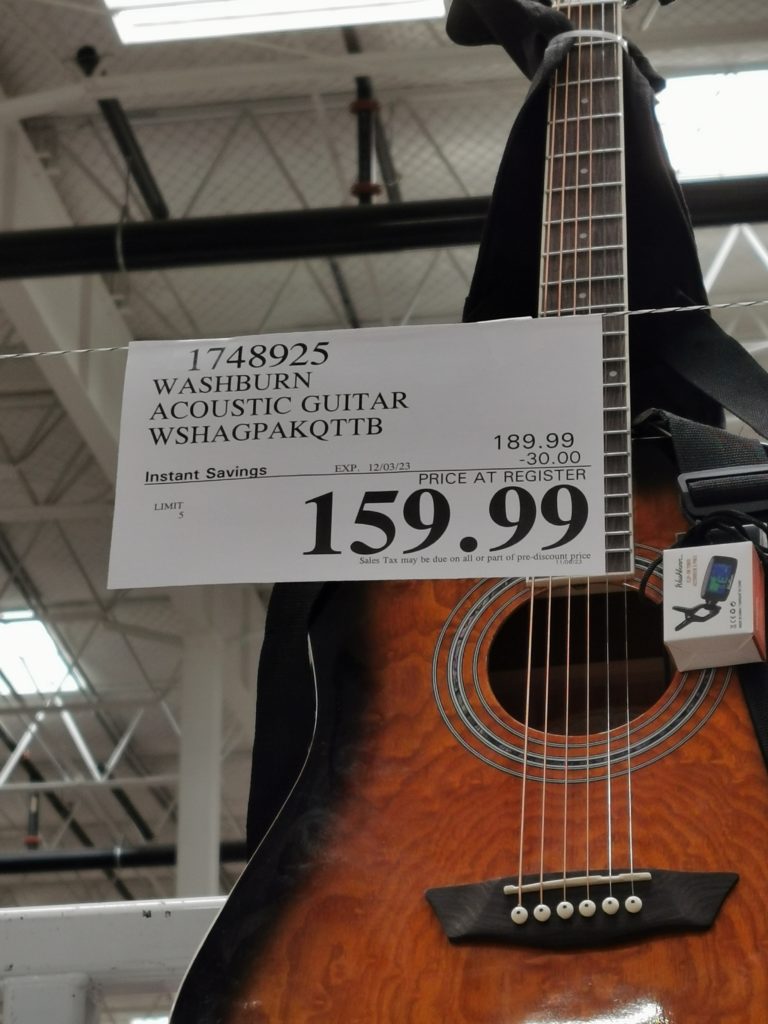 1748925
WASHBURN
ACOUSTIC GUITAR
WSHAGPAKQTTB
189.99
-30.00
Instant Savings EXP. 12/03/23 PRICE AT REGISTER
LIMIT
5
159.99
Sales Tax may be due on all or part of pre-discount price
Washburn